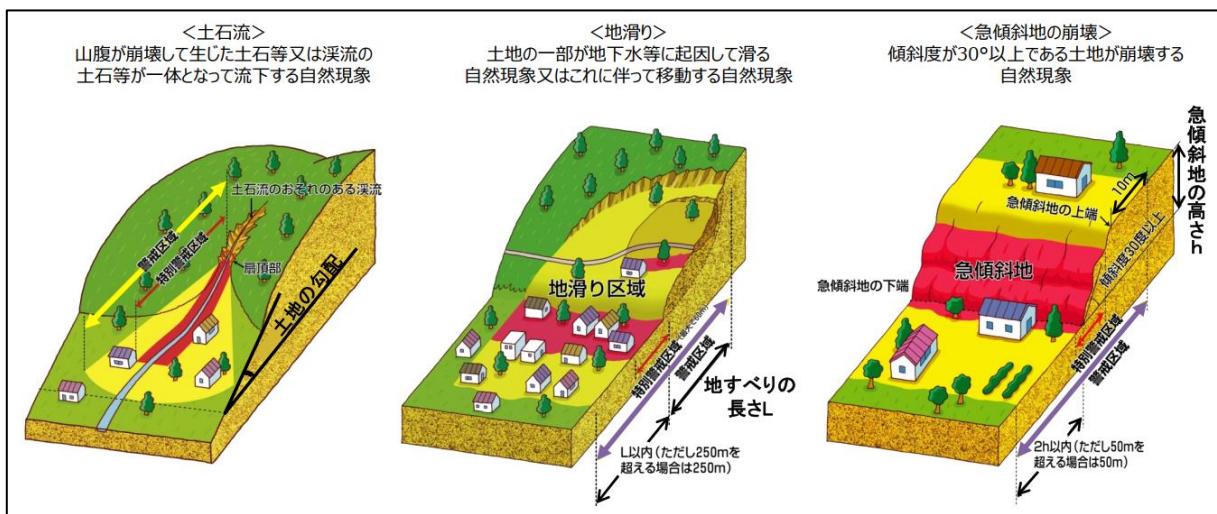 <土石流>
山腹が崩壊して生じた土石等又は渓流の
土石等が一体となって流下する自然現象
土石流のおそれのある渓流
警戒区域
特別警戒区域
扇頂部
土地の勾配
<地滑り>
土地の一部が地下水等に起因して滑る
自然現象又はこれに伴って移動する自然現象
地滑り区域
特別警戒区域(最大で60m)
警戒区域
地すべりの
長さL
L以内(ただし250mを
超える場合は250m)
<急傾斜地の崩壊>
傾斜度が30°以上である土地が崩壊する
自然現象
急傾斜地の高さh
10m
急傾斜地の上端
傾斜度30度以上
急傾斜地
急傾斜地の下端
特別警戒区域
警戒区域
2h以内(ただし50mを
超える場合は50m)